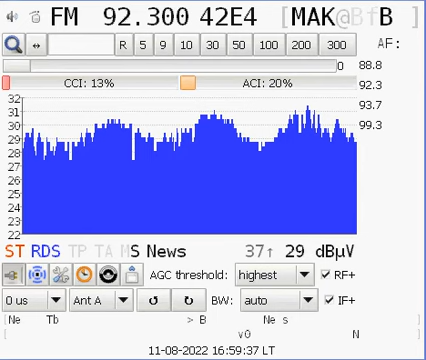 FM 92.300 42E4 [MAK@BfB ]
↔ R 5 9 10 30 50 100 200 300 AF:
0 88.8
CCI: 13% ACI: 20% 92.3
32 93.7
31
30 99.3
29
28
27
26
25
24
23
22
ST RDS TP TA MS News 37↑ 29 dBµV
AGC threshold: highest RF+
0 us Ant A ↺ ↻ BW: auto IF+
[ Ne Tb > B Ne s ]
[ vO N ]
11-08-2022 16:59:37 LT